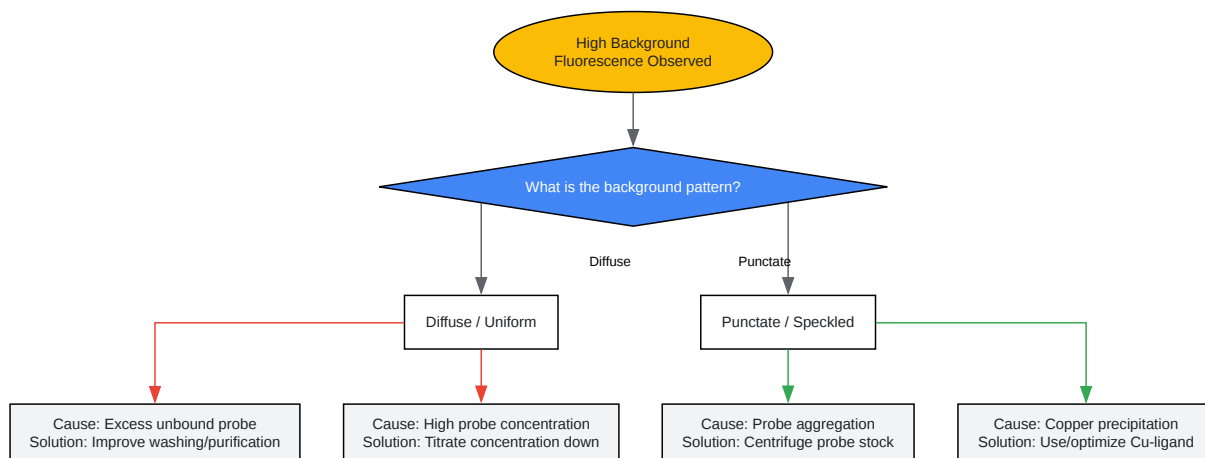 High Background
Fluorescence Observed
What is the background pattern?
Diffuse
Punctate
Diffuse / Uniform
Punctate / Speckled
Cause: Excess unbound probe
Solution: Improve washing/purification
Cause: High probe concentration
Solution: Titrate concentration down
Cause: Probe aggregation
Solution: Centrifuge probe stock
Cause: Copper precipitation
Solution: Use/optimize Cu-ligand